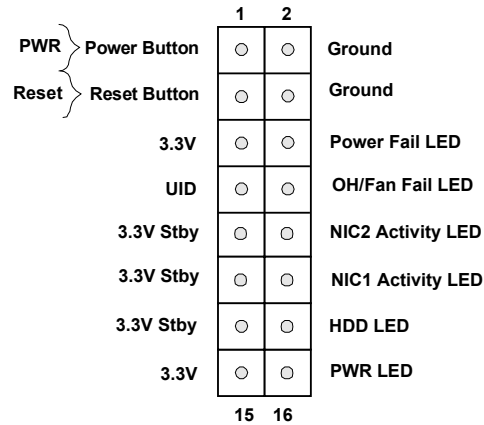 1 2
PWR Power Button Ground
Reset Reset Button Ground
3.3V Power Fail LED
UID OH/Fan Fail LED
3.3V Stby NIC2 Activity LED
3.3V Stby NIC1 Activity LED
3.3V Stby HDD LED
3.3V PWR LED
15 16